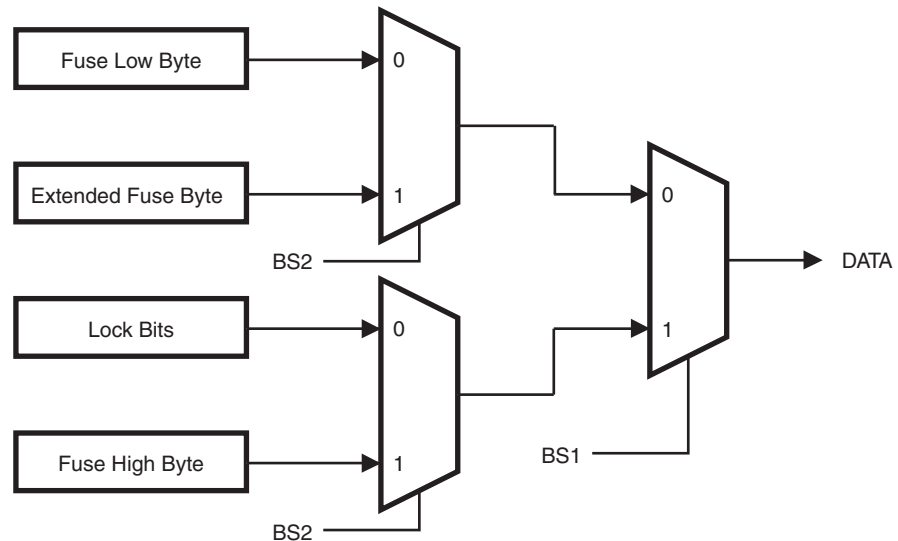 Fuse Low Byte
0
Extended Fuse Byte
1
0
BS2
DATA
Lock Bits
0
1
Fuse High Byte
1
BS1
BS2